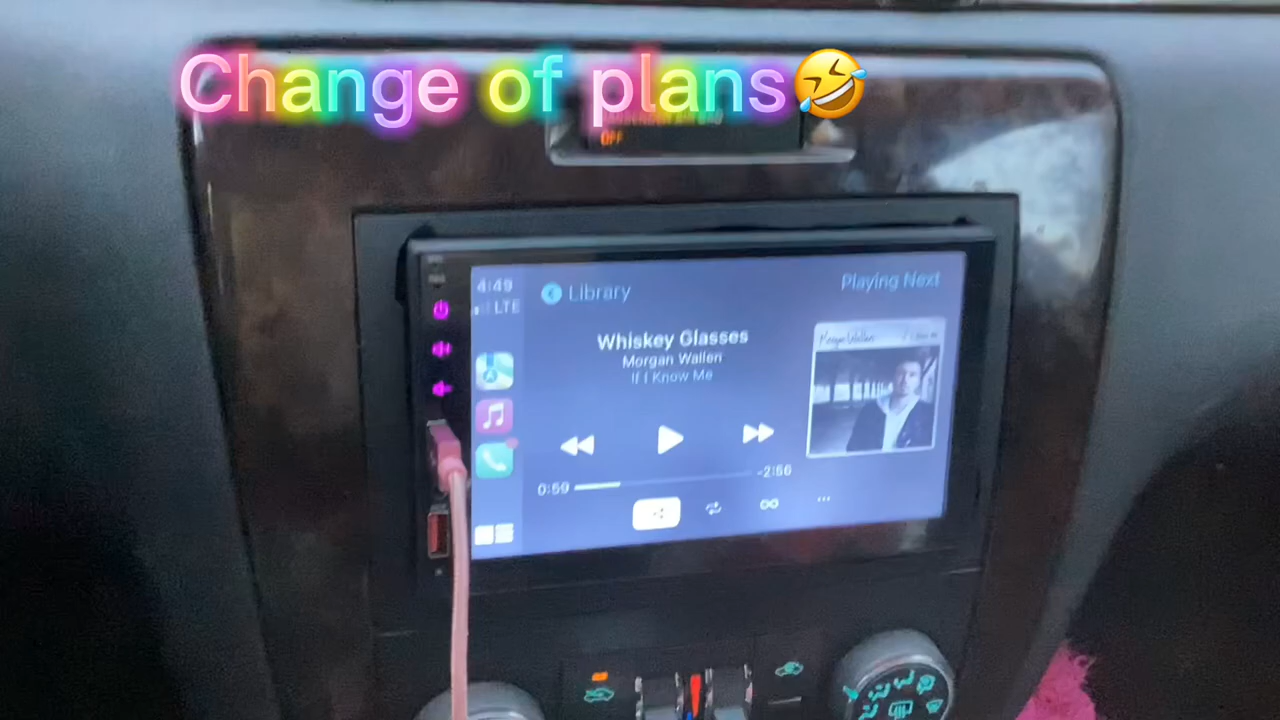 Change of plans🤣
OFF
4:49
LTE
Library
Playing Next
Whiskey Glasses
Morgan Wallen
If I Know Me
0:59
-2:56